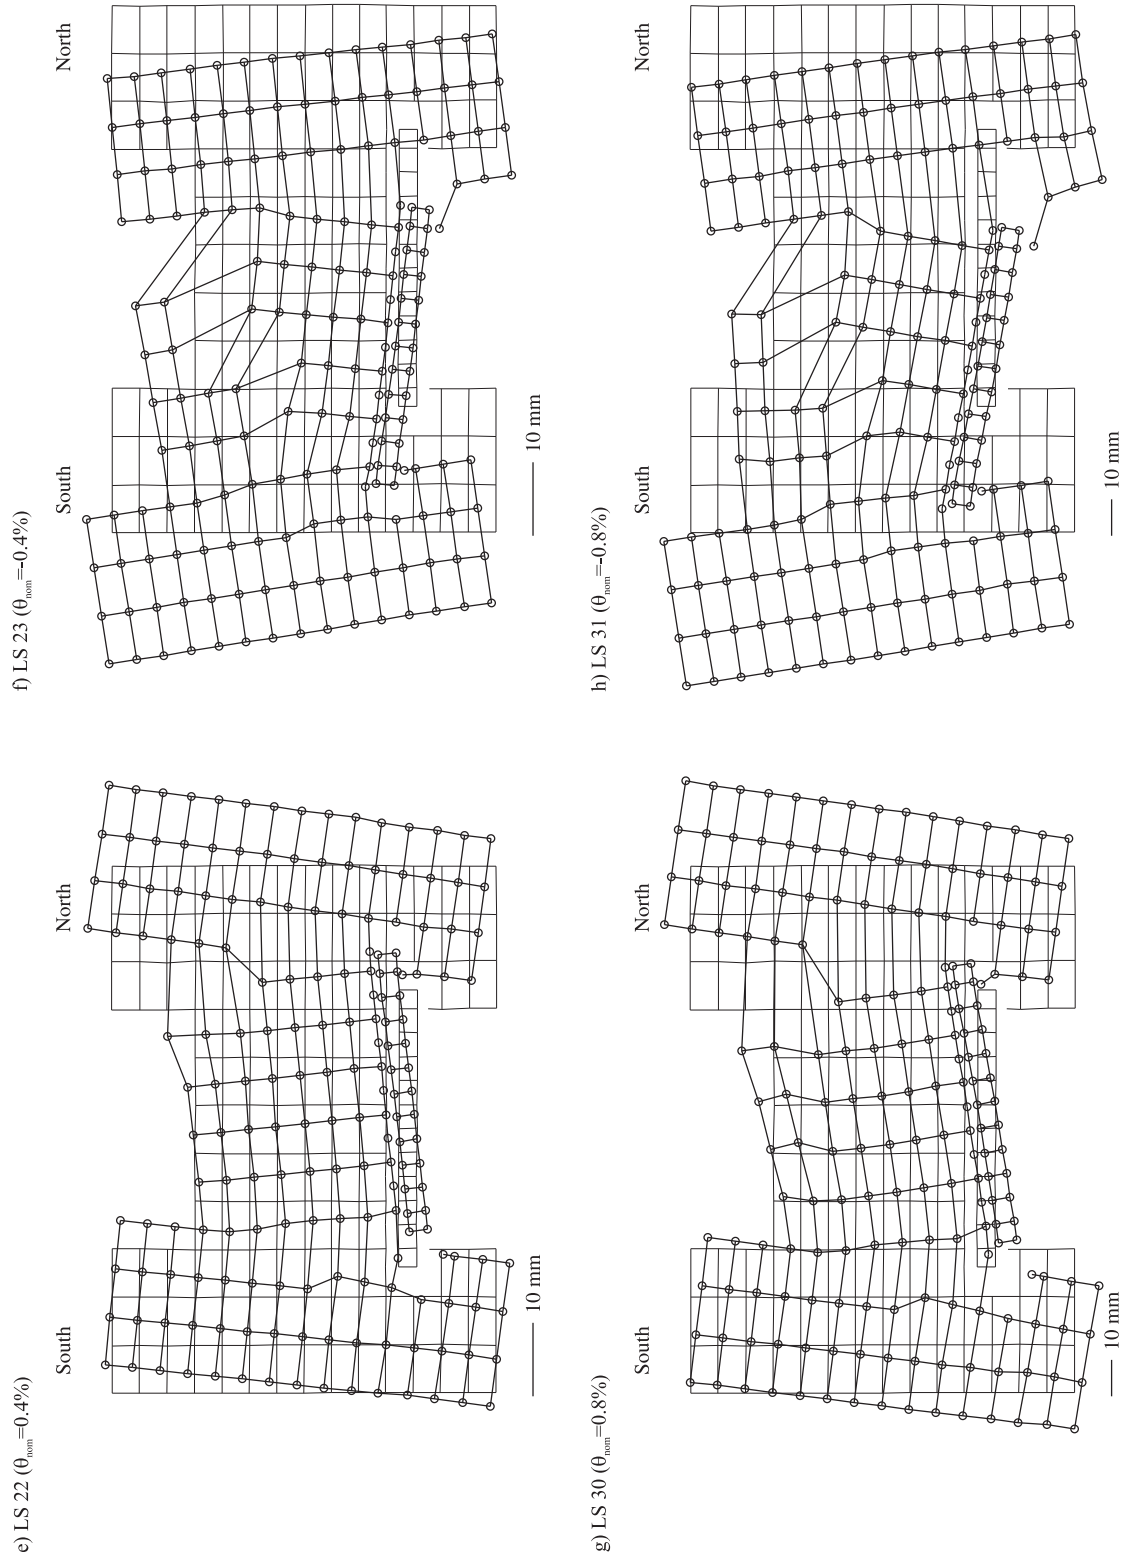 e) LS 22 (θnom=0.4%)
South
North
10 mm
f) LS 23 (θnom=-0.4%)
South
North
10 mm
g) LS 30 (θnom=0.8%)
South
North
10 mm
h) LS 31 (θnom=-0.8%)
South
North
10 mm